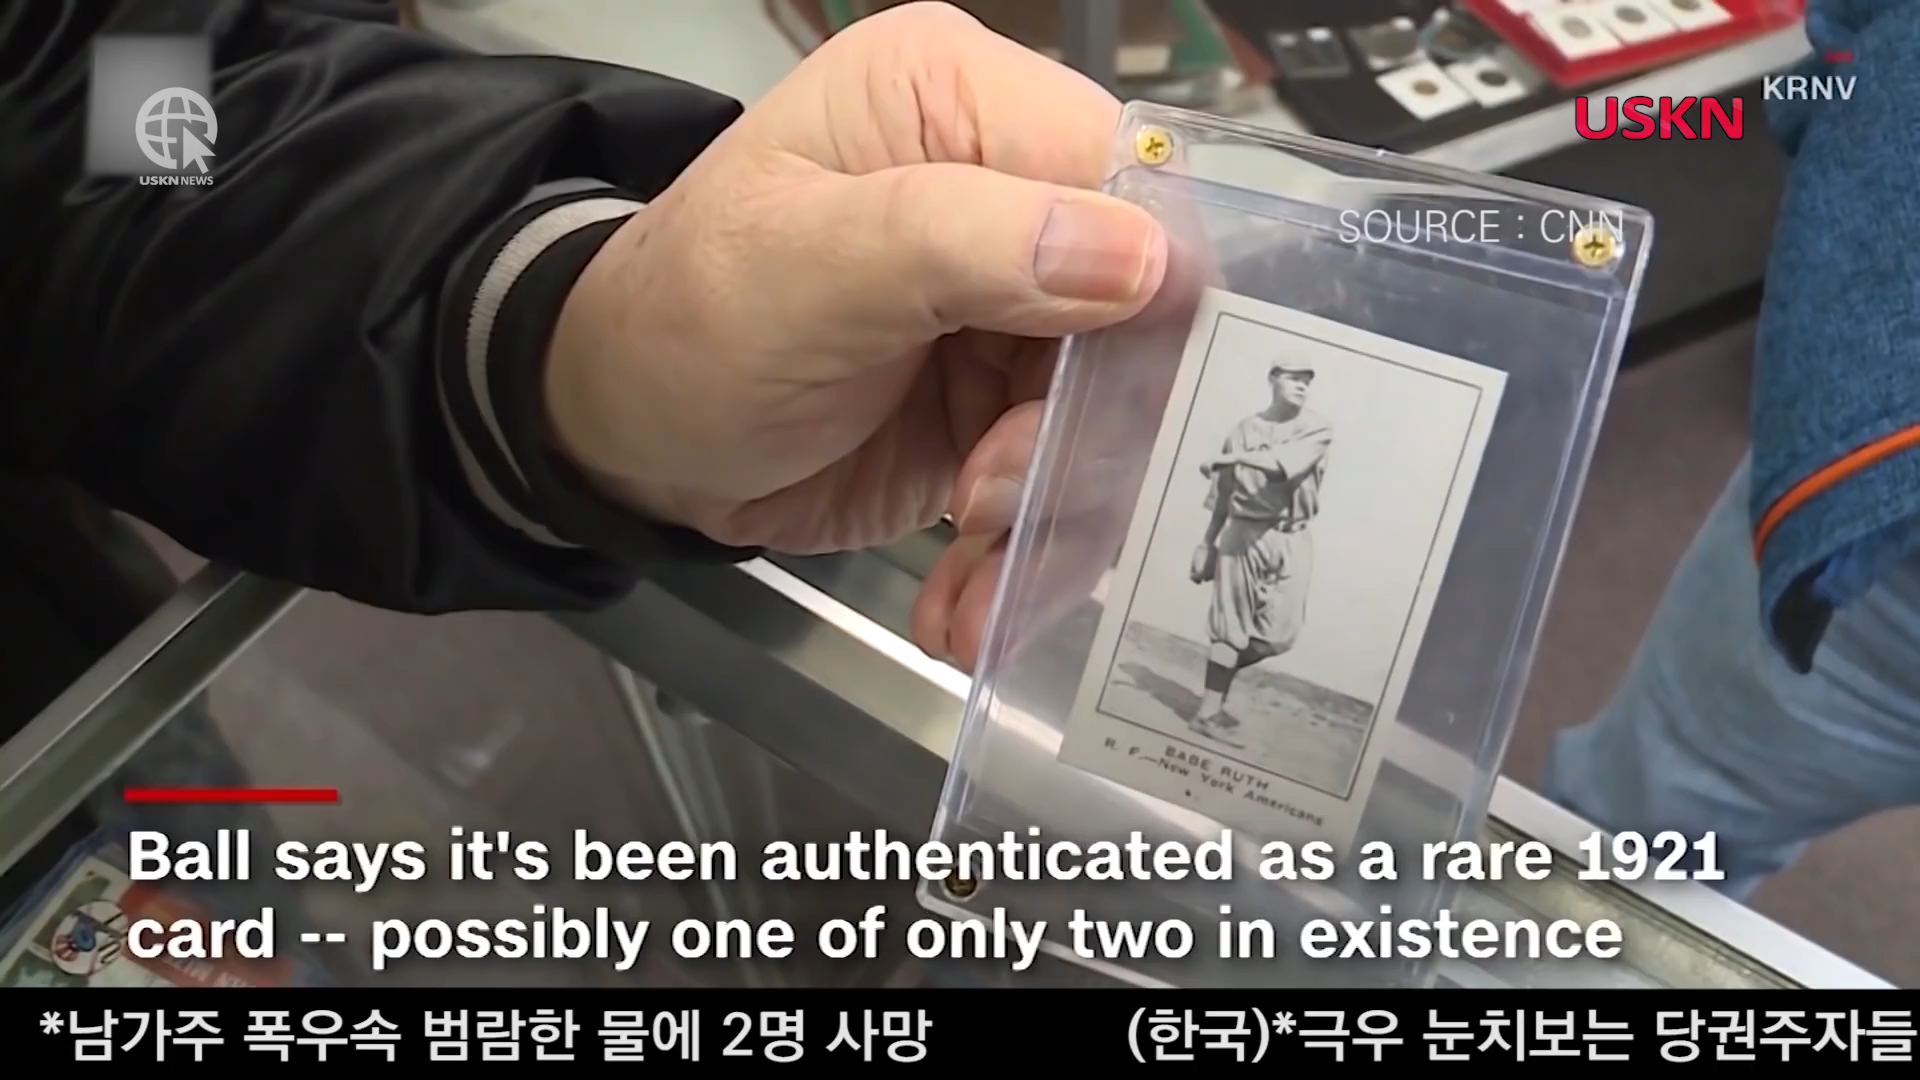 KRNV
USKN
USKN NEWS
SOURCE : CNN
BABE RUTH
R. F.—New York Americans
Ball says it's been authenticated as a rare 1921
card -- possibly one of only two in existence
*남가주 폭우속 범람한 물에 2명 사망 (한국)*극우 눈치보는 당권주자들